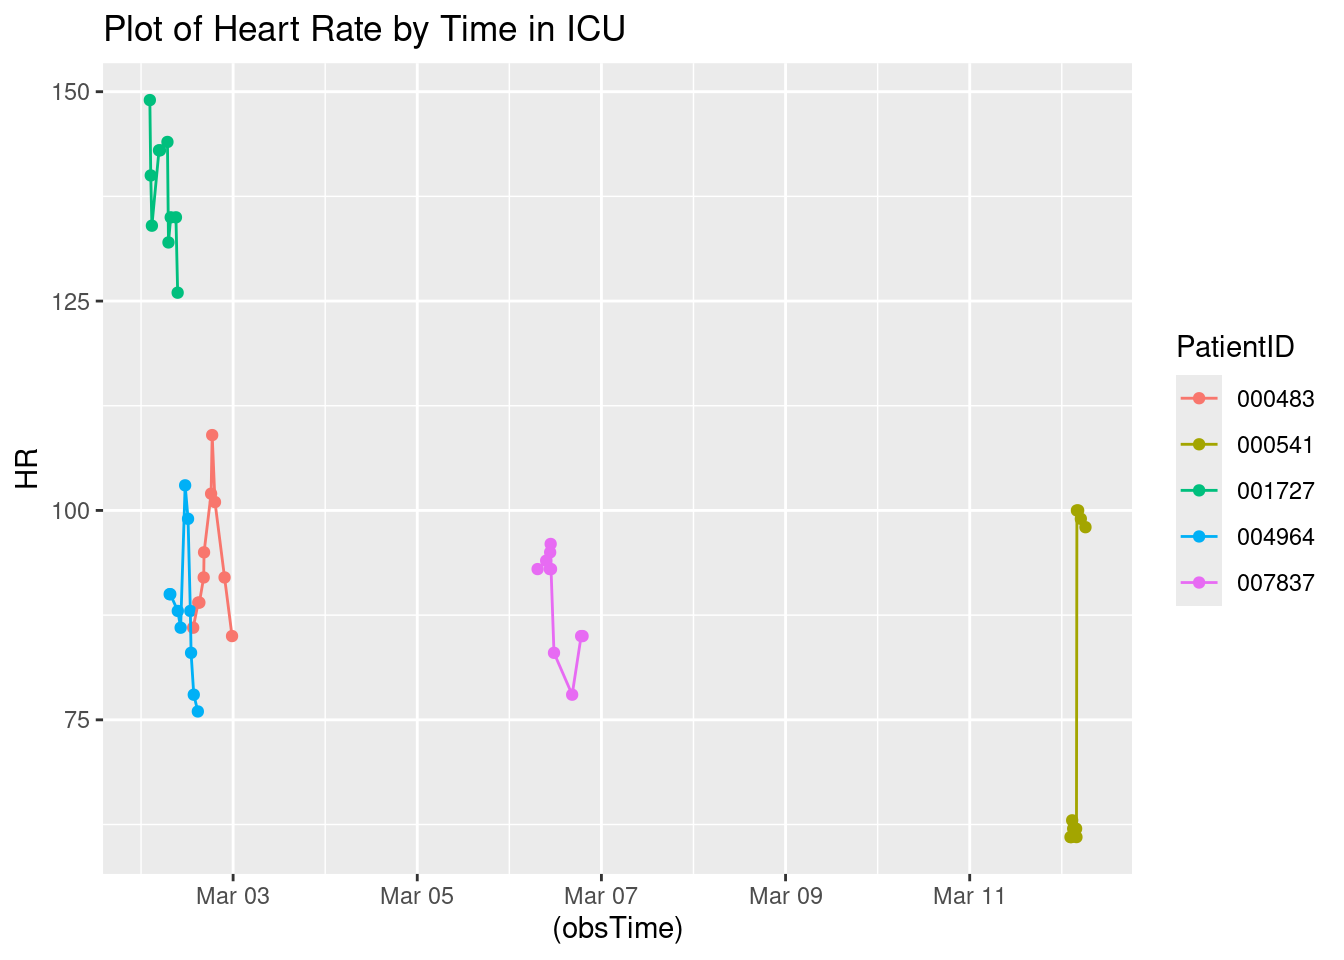 Plot of Heart Rate by Time in ICU
150
125
100
75
HR
Mar 03
Mar 05
Mar 07
Mar 09
Mar 11
(obsTime)
PatientID
000483
000541
001727
004964
007837